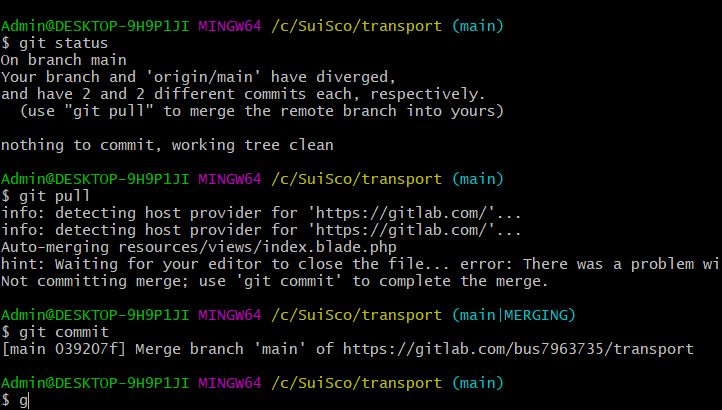 Admin@DESKTOP-9H9P1JI MINGW64 /c/SuiSco/transport (main)
$ git status
On branch main
Your branch and 'origin/main' have diverged,
and have 2 and 2 different commits each, respectively.
  (use "git pull" to merge the remote branch into yours)
nothing to commit, working tree clean
Admin@DESKTOP-9H9P1JI MINGW64 /c/SuiSco/transport (main)
$ git pull
info: detecting host provider for 'https://gitlab.com/'...
info: detecting host provider for 'https://gitlab.com/'...
Auto-merging resources/views/index.blade.php
hint: Waiting for your editor to close the file... error: There was a problem wi
Not committing merge; use 'git commit' to complete the merge.
Admin@DESKTOP-9H9P1JI MINGW64 /c/SuiSco/transport (main|MERGING)
$ git commit
[main 039207f] Merge branch 'main' of https://gitlab.com/bus7963735/transport
Admin@DESKTOP-9H9P1JI MINGW64 /c/SuiSco/transport (main)
$ g